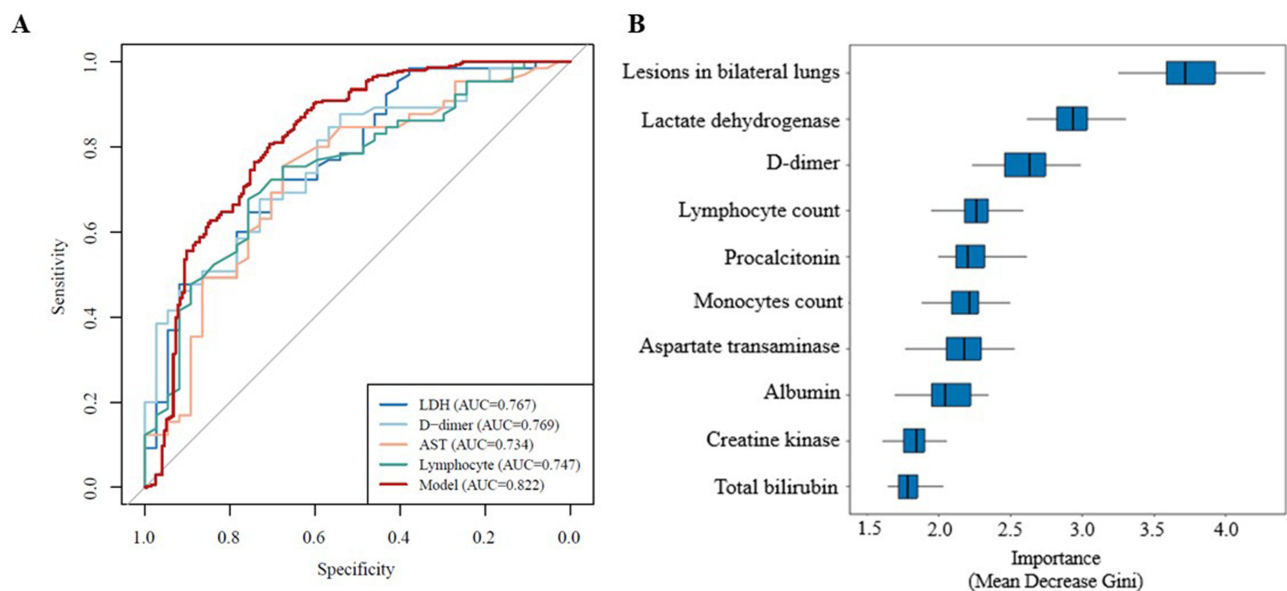 A
Sensitivity
1.0
0.8
0.6
0.4
0.2
0.0
LDH (AUC=0.767)
D−dimer (AUC=0.769)
AST (AUC=0.734)
Lymphocyte (AUC=0.747)
Model (AUC=0.822)
1.0 0.8 0.6 0.4 0.2 0.0
Specificity
B
Lesions in bilateral lungs
Lactate dehydrogenase
D-dimer
Lymphocyte count
Procalcitonin
Monocytes count
Aspartate transaminase
Albumin
Creatine kinase
Total bilirubin
1.5 2.0 2.5 3.0 3.5 4.0
Importance
(Mean Decrease Gini)